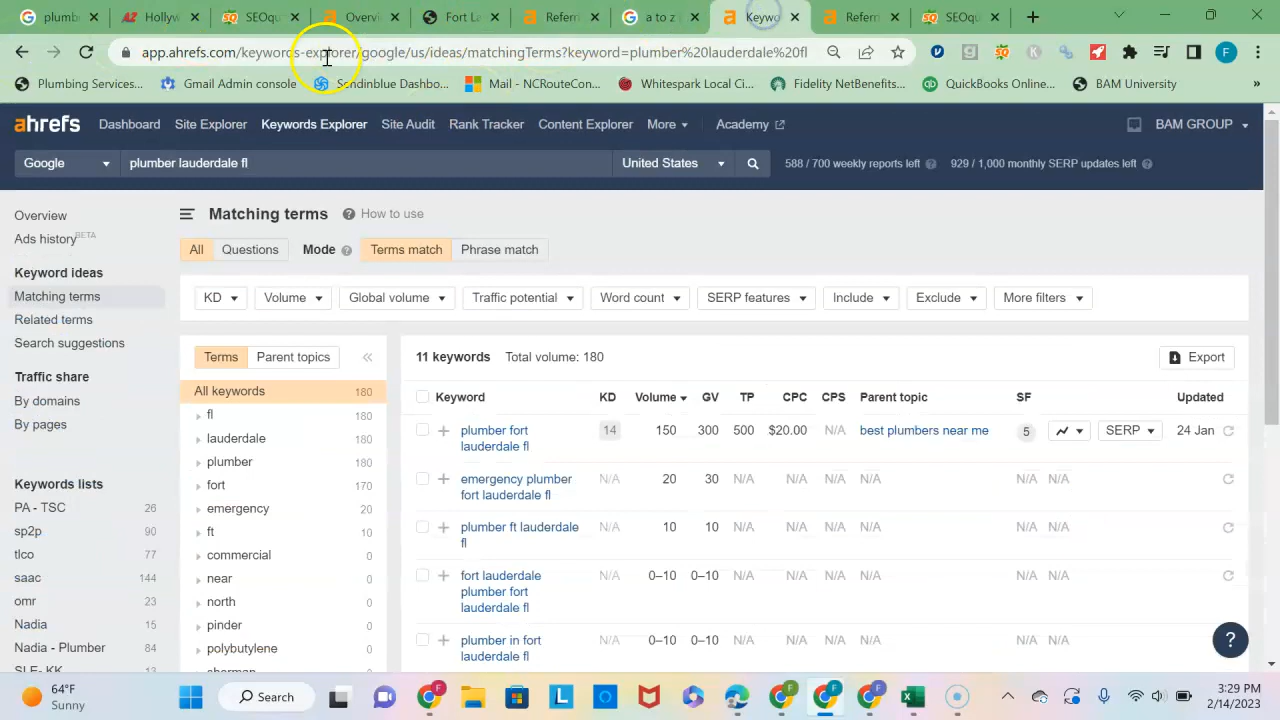 plumb
Hollyw
SEOqu
Overvi
Fort La
Referri
a to z p
Keywo
Referri
SEOqu
app.ahrefs.com/keywords-explorer/google/us/ideas/matchingTerms?keyword=plumber%20lauderdale%20fl
Plumbing Services...
Gmail Admin console
Sendinblue Dashbo...
Mail - NCRouteCon...
Whitespark Local Ci...
Fidelity NetBenefits...
QuickBooks Online...
BAM University
»
ahrefs Dashboard Site Explorer Keywords Explorer Site Audit Rank Tracker Content Explorer More Academy BAM GROUP
Google plumber lauderdale fl United States 588 / 700 weekly reports left 929 / 1,000 monthly SERP updates left
Overview
Ads history BETA
Keyword ideas
Matching terms
Related terms
Search suggestions
Traffic share
By domains
By pages
Keywords lists
PA - TSC 26
sp2p 90
tlco 77
saac 144
omr 23
Nadia 15
Nadia - Plumber 84
SLE- KK
Matching terms How to use
All Questions Mode Terms match Phrase match
KD Volume Global volume Traffic potential Word count SERP features Include Exclude More filters
Terms Parent topics
All keywords 180
fl 180
lauderdale 180
plumber 180
fort 170
emergency 20
ft 10
commercial 0
near 0
north 0
pinder 0
polybutylene 0
sherman
11 keywords Total volume: 180 Export
Keyword KD Volume GV TP CPC CPS Parent topic SF Updated
plumber fort lauderdale fl 14 150 300 500 $20.00 N/A best plumbers near me 5 SERP 24 Jan
emergency plumber fort lauderdale fl N/A 20 30 N/A N/A N/A N/A N/A N/A
plumber ft lauderdale fl N/A 10 10 N/A N/A N/A N/A N/A N/A
fort lauderdale plumber fort lauderdale fl N/A 0–10 0–10 N/A N/A N/A N/A N/A N/A
plumber in fort lauderdale fl N/A 0–10 0–10 N/A N/A N/A N/A N/A N/A
?
64°F
Sunny
Search
3:29 PM
2/14/2023